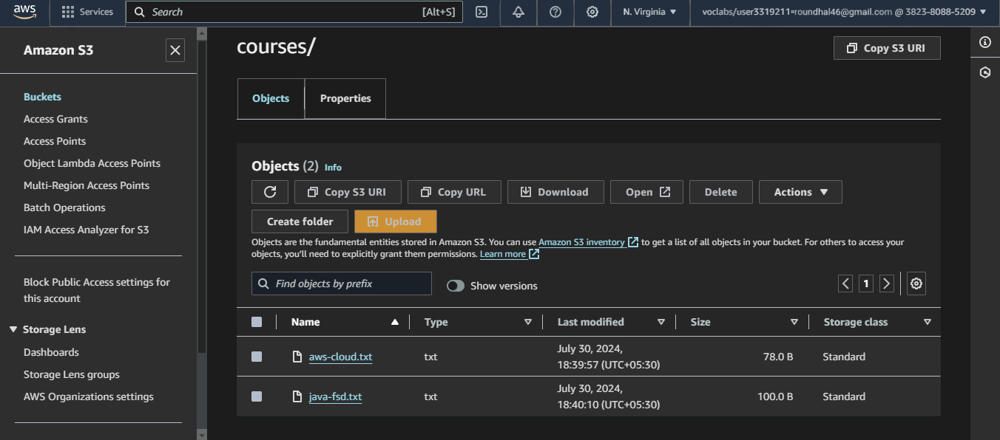 aws
Services
Search
[Alt+S]
N. Virginia
voclabs/user3319211=roundhal46@gmail.com @ 3823-8088-5209
Amazon S3
Buckets
Access Grants
Access Points
Object Lambda Access Points
Multi-Region Access Points
Batch Operations
IAM Access Analyzer for S3
Block Public Access settings for
this account
Storage Lens
Dashboards
Storage Lens groups
AWS Organizations settings
courses/
Copy S3 URI
Objects
Properties
Objects (2) Info
Copy S3 URI
Copy URL
Download
Open
Delete
Actions
Create folder
Upload
Objects are the fundamental entities stored in Amazon S3. You can use Amazon S3 inventory to get a list of all objects in your bucket. For others to access your
objects, you'll need to explicitly grant them permissions. Learn more
Find objects by prefix
Show versions
1
Name Type Last modified Size Storage class
aws-cloud.txt txt July 30, 2024, 78.0 B Standard
18:39:57 (UTC+05:30)
java-fsd.txt txt July 30, 2024, 100.0 B Standard
18:40:10 (UTC+05:30)